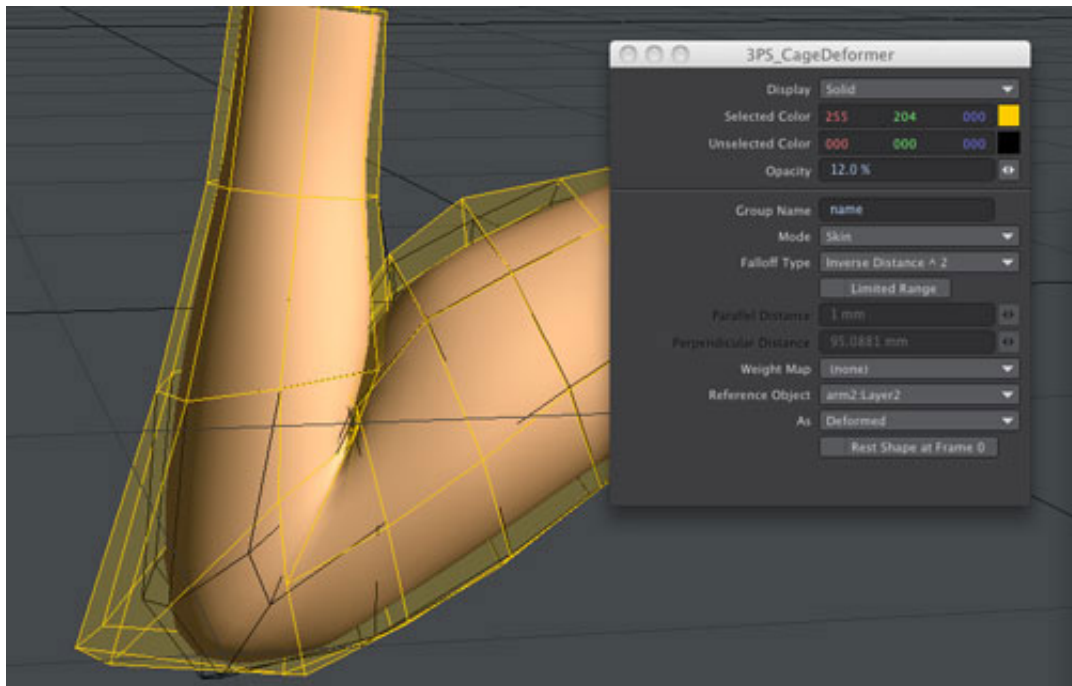 3PS_CageDeformer
Display Solid
Selected Color 255 204 000
Unselected Color 000 000 000
Opacity 12.0 %
Group Name name
Mode Skin
Falloff Type Inverse Distance ^ 2
Limited Range
Parallel Distance 1 mm
Perpendicular Distance 95.0881 mm
Weight Map (none)
Reference Object arm2:Layer2
As Deformed
Rest Shape at Frame 0